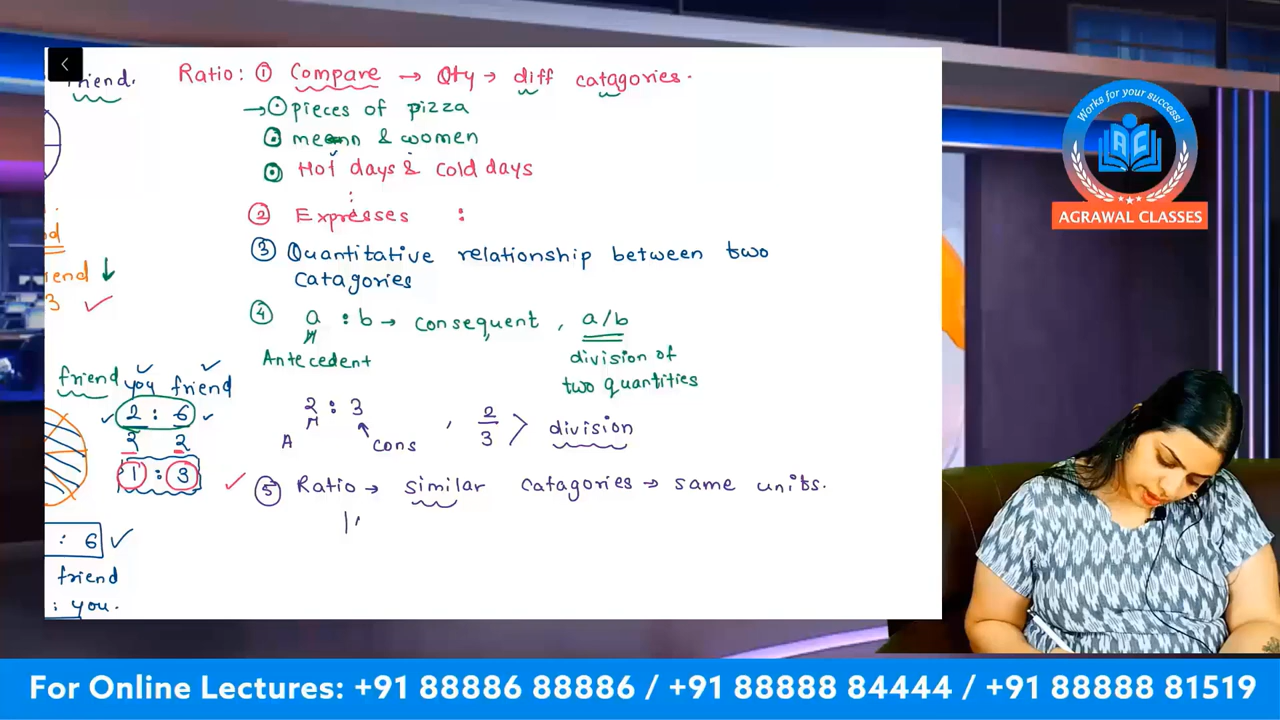 friend.
Ratio: ① Compare → Qty → diff catagories.
→ pieces of pizza
& women
Hot days & cold days
② Expresses :
③ Quantitative relationship between two
catagories
④ a : b → consequent , a/b
Antecedent
division of
two quantities
2 : 3 , 2/3 > division
A cons
⑤ Ratio → similar catagories → same units.
↓
3 ✓
friend you friend
✓ 2 : 6 ✓
2 2
1 : 3 ✓
: 6 ✓
friend
: you.
Works for your success!
AC
AGRAWAL CLASSES
For Online Lectures: +91 88886 88886 / +91 88888 84444 / +91 88888 81519